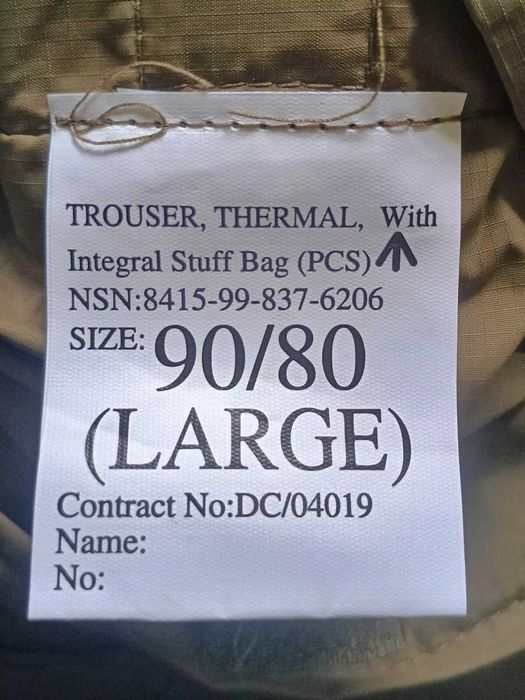 TROUSER, THERMAL, With
Integral Stuff Bag (PCS)
NSN:8415-99-837-6206
SIZE: 90/80
(LARGE)
Contract No:DC/04019
Name:
No: